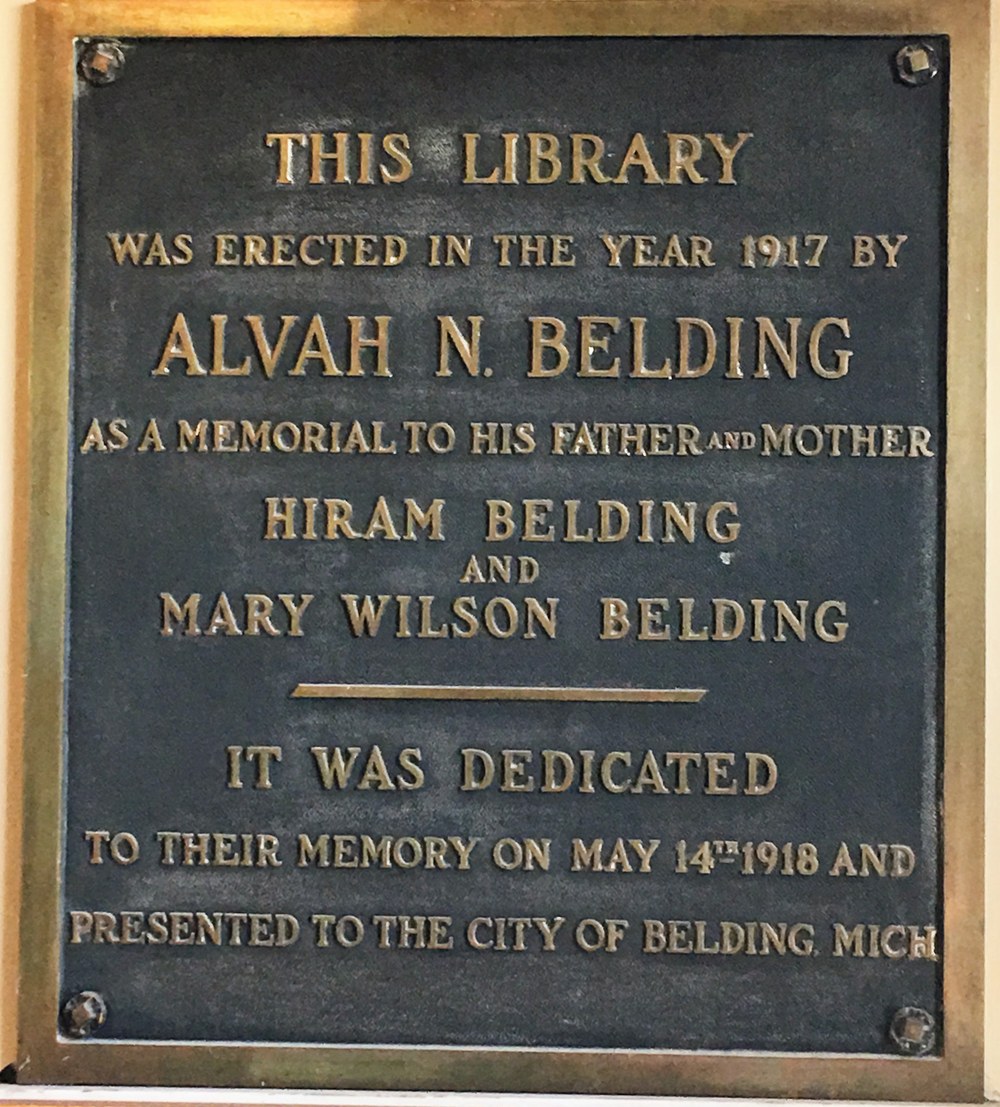 THIS LIBRARY
WAS ERECTED IN THE YEAR 1917 BY
ALVAH N. BELDING
AS A MEMORIAL TO HIS FATHER AND MOTHER
HIRAM BELDING
AND
MARY WILSON BELDING
IT WAS DEDICATED
TO THEIR MEMORY ON MAY 14TH 1918 AND
PRESENTED TO THE CITY OF BELDING, MICH